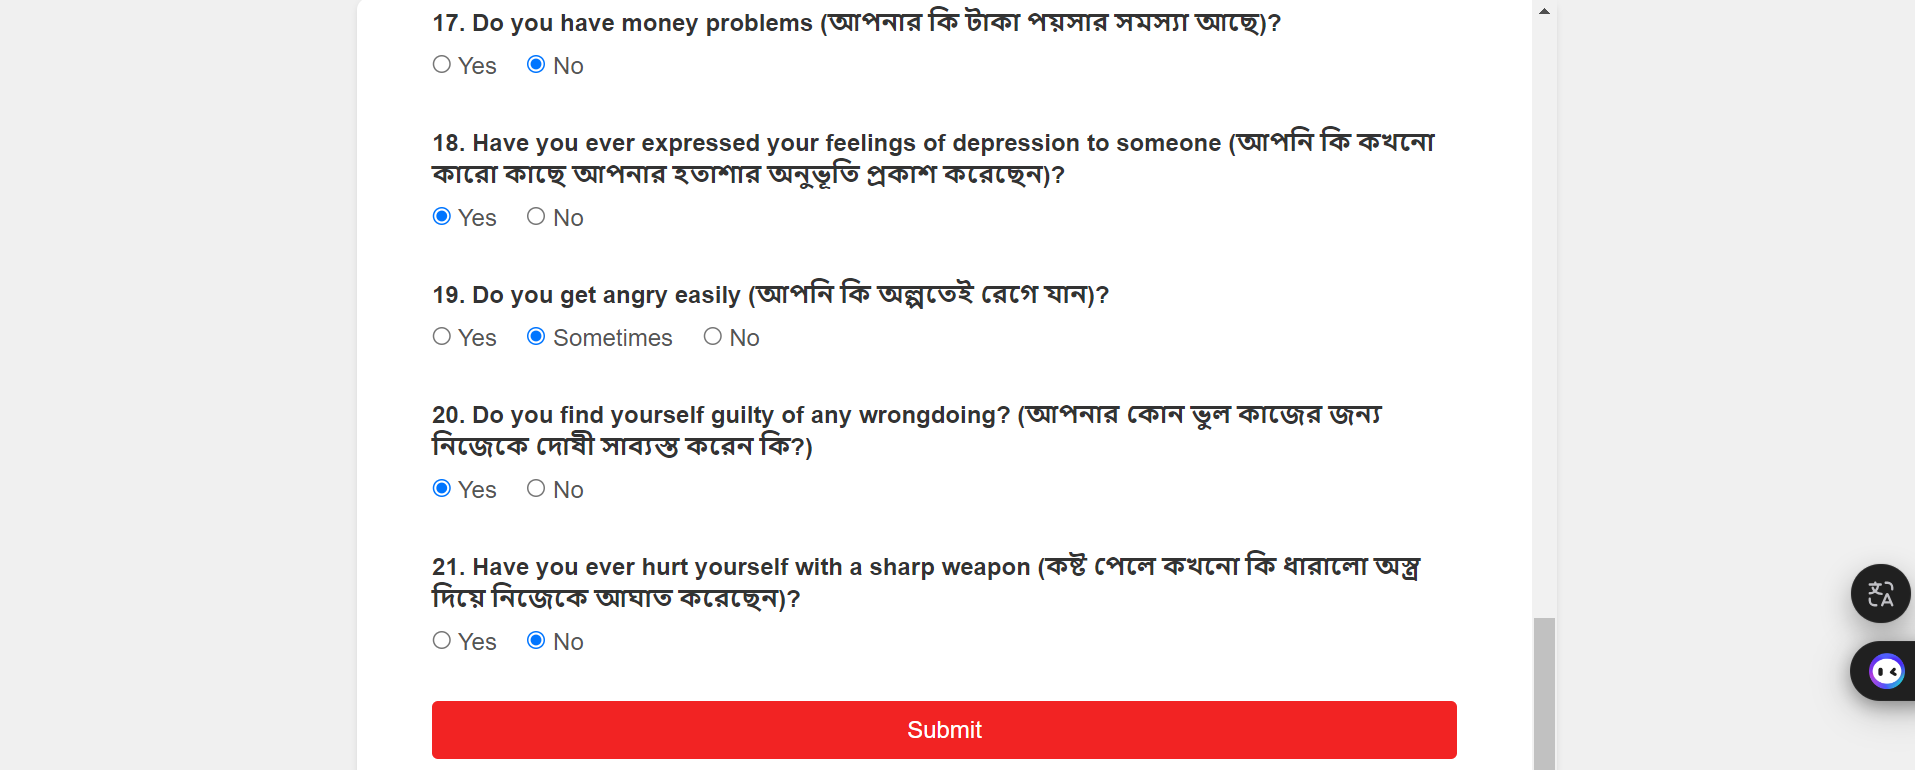 17. Do you have money problems (আপনার কি টাকা পয়সার সমস্যা আছে)?
Yes No
18. Have you ever expressed your feelings of depression to someone (আপনি কি কখনো
কারো কাছে আপনার হতাশার অনুভূতি প্রকাশ করেছেন)?
Yes No
19. Do you get angry easily (আপনি কি অল্পতেই রেগে যান)?
Yes Sometimes No
20. Do you find yourself guilty of any wrongdoing? (আপনার কোন ভুল কাজের জন্য
নিজেকে দোষী সাব্যস্ত করেন কি?)
Yes No
21. Have you ever hurt yourself with a sharp weapon (কষ্ট পেলে কখনো কি ধারালো অস্ত্র
দিয়ে নিজেকে আঘাত করেছেন)?
Yes No
Submit